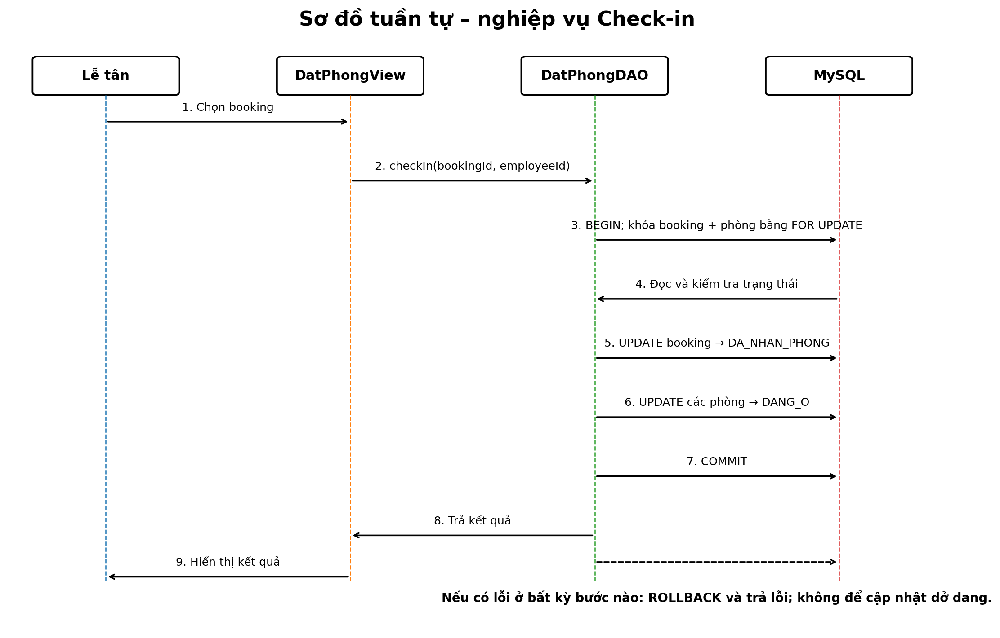 Sơ đồ tuần tự – nghiệp vụ Check-in
Lễ tân
DatPhongView
DatPhongDAO
MySQL
1. Chọn booking
2. checkIn(bookingId, employeeId)
3. BEGIN; khóa booking + phòng bằng FOR UPDATE
4. Đọc và kiểm tra trạng thái
5. UPDATE booking → DA_NHAN_PHONG
6. UPDATE các phòng → DANG_O
7. COMMIT
8. Trả kết quả
9. Hiển thị kết quả
Nếu có lỗi ở bất kỳ bước nào: ROLLBACK và trả lỗi; không để cập nhật dở dang.